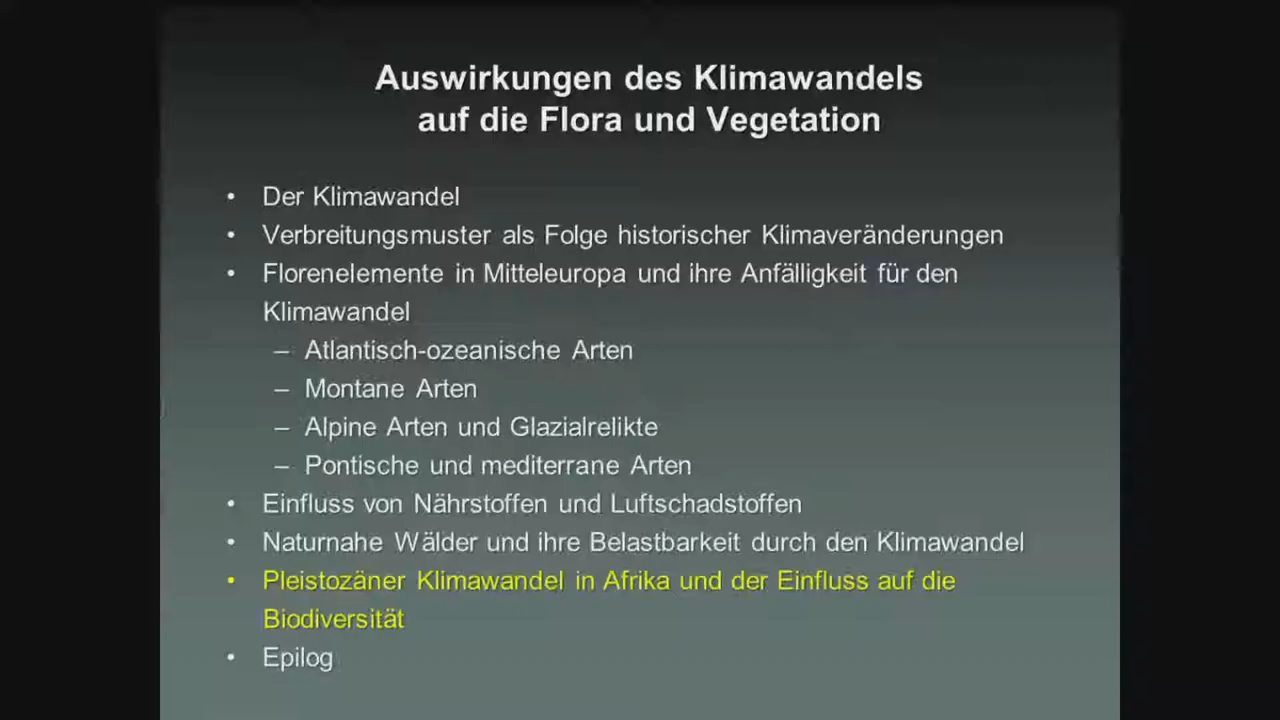 Auswirkungen des Klimawandels
auf die Flora und Vegetation
• Der Klimawandel
• Verbreitungsmuster als Folge historischer Klimaveränderungen
• Florenelemente in Mitteleuropa und ihre Anfälligkeit für den
Klimawandel
– Atlantisch-ozeanische Arten
– Montane Arten
– Alpine Arten und Glazialrelikte
– Pontische und mediterrane Arten
• Einfluss von Nährstoffen und Luftschadstoffen
• Naturnahe Wälder und ihre Belastbarkeit durch den Klimawandel
• Pleistozäner Klimawandel in Afrika und der Einfluss auf die
Biodiversität
• Epilog